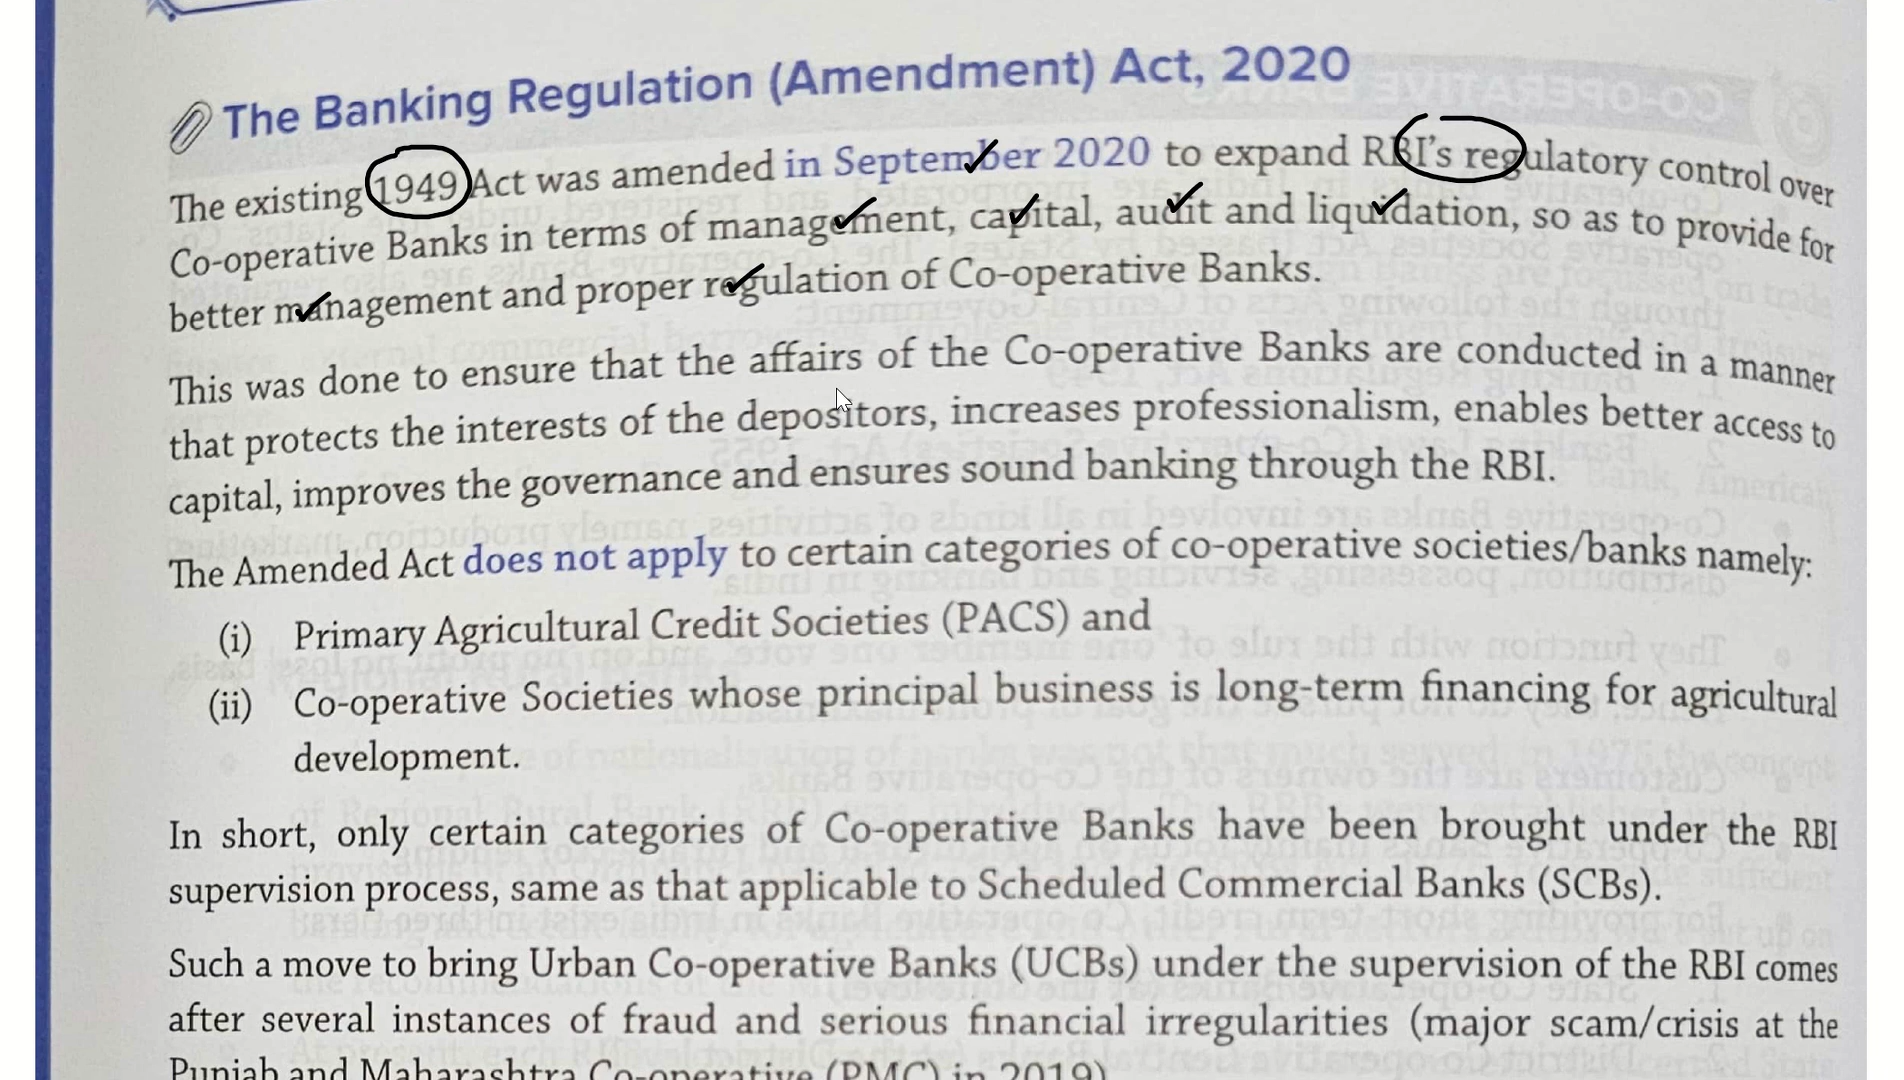 The Banking Regulation (Amendment) Act, 2020
The existing 1949 Act was amended in September 2020 to expand RBI's regulatory control over
Co-operative Banks in terms of management, capital, audit and liquidation, so as to provide for
better management and proper regulation of Co-operative Banks.
This was done to ensure that the affairs of the Co-operative Banks are conducted in a manner
that protects the interests of the depositors, increases professionalism, enables better access to
capital, improves the governance and ensures sound banking through the RBI.
The Amended Act does not apply to certain categories of co-operative societies/banks namely:
(i) Primary Agricultural Credit Societies (PACS) and
(ii) Co-operative Societies whose principal business is long-term financing for agricultural
development.
In short, only certain categories of Co-operative Banks have been brought under the RBI
supervision process, same as that applicable to Scheduled Commercial Banks (SCBs).
Such a move to bring Urban Co-operative Banks (UCBs) under the supervision of the RBI comes
after several instances of fraud and serious financial irregularities (major scam/crisis at the
Punjab and Maharashtra Co-operative (PMC) in 2019)